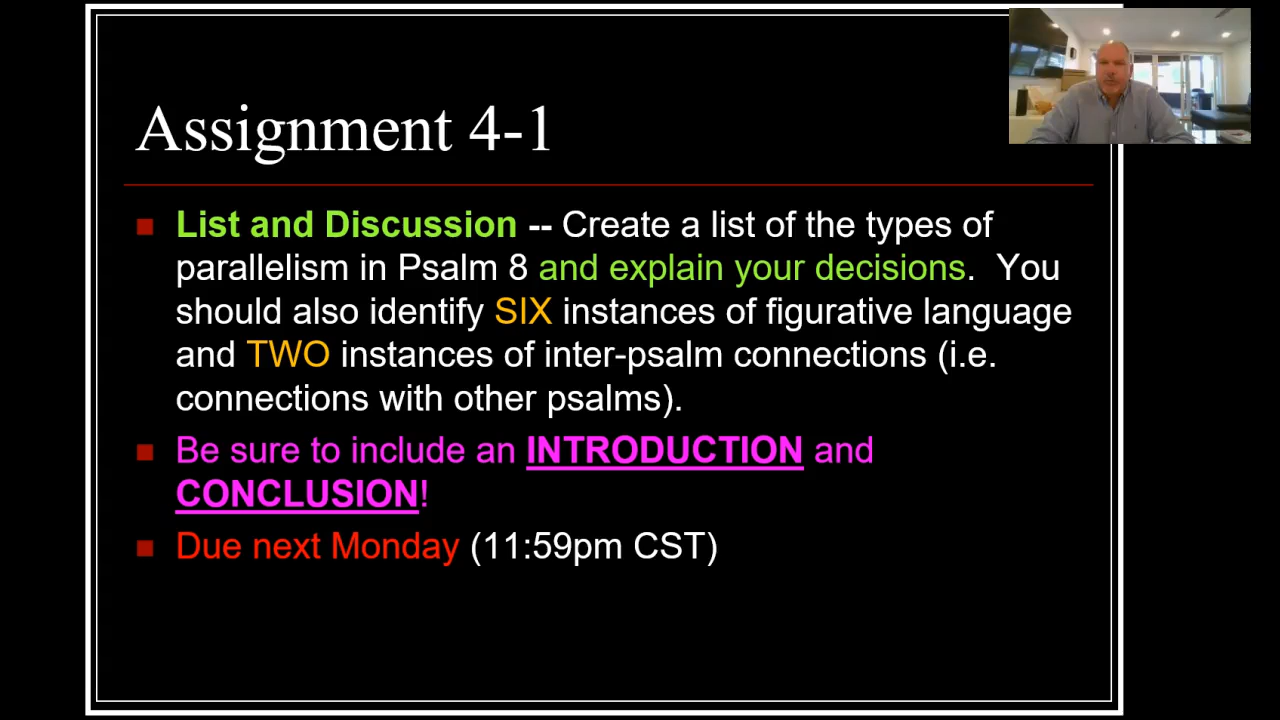 Assignment 4-1
List and Discussion -- Create a list of the types of
parallelism in Psalm 8 and explain your decisions.  You
should also identify SIX instances of figurative language
and TWO instances of inter-psalm connections (i.e.
connections with other psalms).
Be sure to include an INTRODUCTION and
CONCLUSION!
Due next Monday (11:59pm CST)